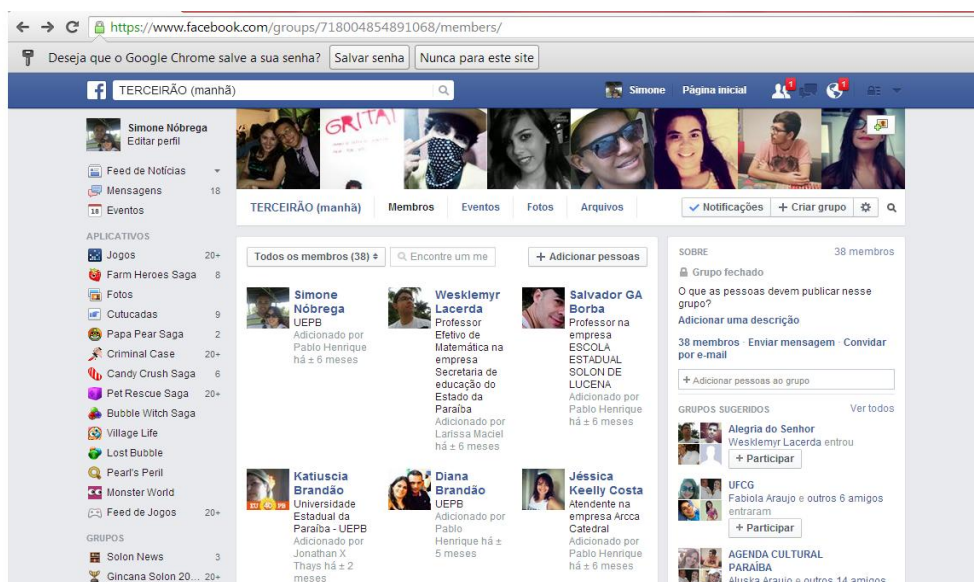 https://www.facebook.com/groups/718004854891068/members/
Deseja que o Google Chrome salve a sua senha? Salvar senha Nunca para este site
TERCEIRÃO (manhã)
Simone Página inicial 1 1
Simone Nóbrega
Editar perfil
Feed de Notícias
Mensagens 18
18 Eventos
APLICATIVOS
Jogos 20+
Farm Heroes Saga 8
Fotos
Cutucadas 9
Papa Pear Saga 2
Criminal Case 20+
Candy Crush Saga 6
Pet Rescue Saga 20+
Bubble Witch Saga
Village Life
Lost Bubble
Pearl's Peril
Monster World
Feed de Jogos 20+
GRUPOS
Solon News 3
Gincana Solon 20... 20+
GRITA!
TERCEIRÃO (manhã) Membros Eventos Fotos Arquivos
Notificações + Criar grupo
Todos os membros (38) Encontre um me + Adicionar pessoas
Simone
Nóbrega
UEPB
Adicionado por
Pablo Henrique
há ± 6 meses
Wesklemyr
Lacerda
Professor
Efetivo de
Matemática na
empresa
Secretaria de
educação do
Estado da
Paraíba
Adicionado por
Larissa Maciel
há ± 6 meses
Salvador GA
Borba
Professor na
empresa
ESCOLA
ESTADUAL
SOLON DE
LUCENA
Adicionado por
Pablo Henrique
há ± 6 meses
Katiuscia
Brandão
Universidade
Estadual da
Paraíba - UEPB
Adicionado por
Jonathan X
Thays há ± 2
meses
Diana
Brandão
UEPB
Adicionado por
Pablo
Henrique há ±
5 meses
Jéssica
Keelly Costa
Atendente na
empresa Arcca
Catedral
Adicionado por
Pablo Henrique
há ± 6 meses
SOBRE 38 membros
Grupo fechado
O que as pessoas devem publicar nesse
grupo?
Adicionar uma descrição
38 membros · Enviar mensagem · Convidar
por e-mail
+ Adicionar pessoas ao grupo
GRUPOS SUGERIDOS Ver todos
Alegria do Senhor
Wesklemyr Lacerda entrou
+ Participar
UFCG
Fabiola Araujo e outros 6 amigos
entraram
+ Participar
AGENDA CULTURAL
PARAÍBA
Aluska Araujo e outros 14 amigos